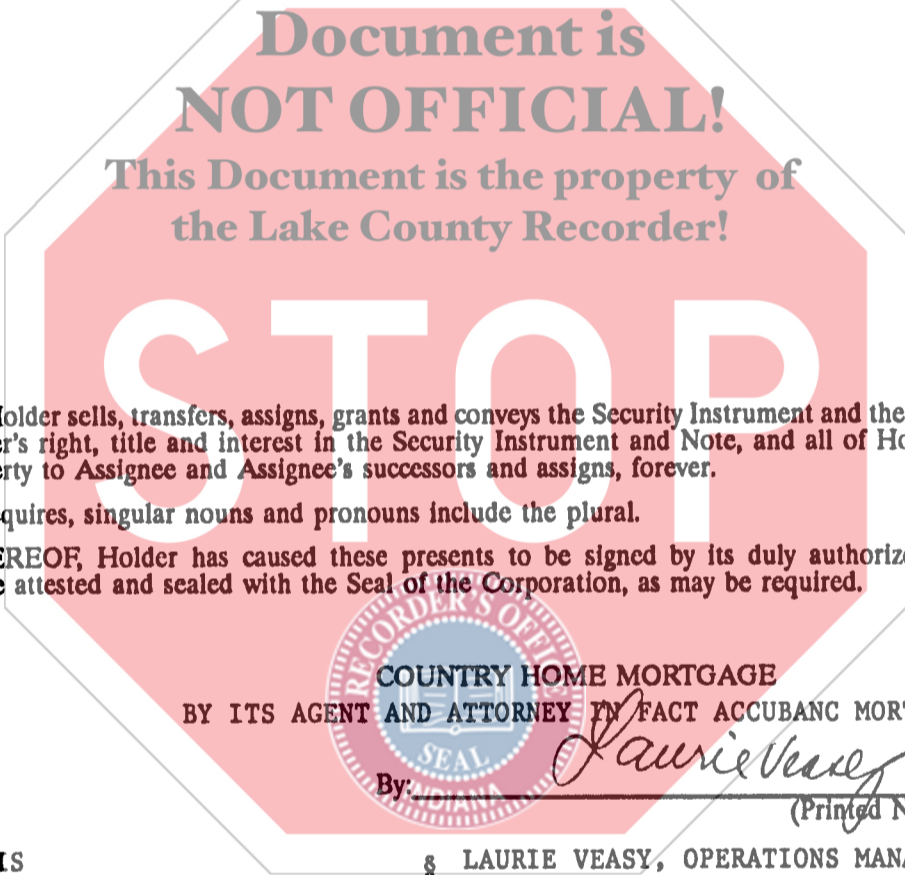 Document is
NOT OFFICIAL!
This Document is the property of
the Lake County Recorder!
STOP
older sells, transfers, assigns, grants and conveys the Security Instrument and the
r's right, title and interest in the Security Instrument and Note, and all of Ho
rty to Assignee and Assignee's successors and assigns, forever.
quires, singular nouns and pronouns include the plural.
EREOF, Holder has caused these presents to be signed by its duly authorize
e attested and sealed with the Seal of the Corporation, as may be required.
RECORDER'S OFFICE
COUNTRY HOME MORTGAGE
BY ITS AGENT AND ATTORNEY IN FACT ACCUBANC MOR
SEAL
Laurie Veasey
By:
INDIANA
(Printed N
IS
§ LAURIE VEASY, OPERATIONS MANA